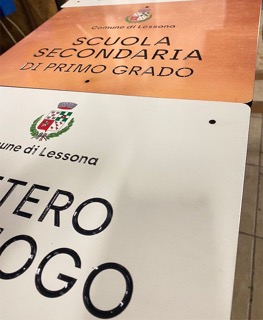 Comune di Lessona
SCUOLA
SECONDARIA
DI PRIMO GRADO
une di Lessona
TERO
OGO